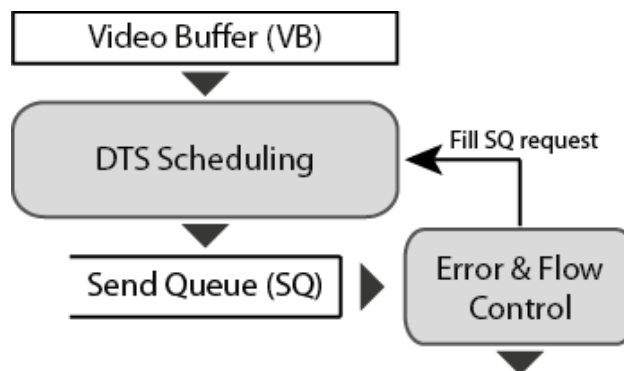 Video Buffer (VB)
DTS Scheduling
Fill SQ request
Send Queue (SQ)
Error & Flow
Control